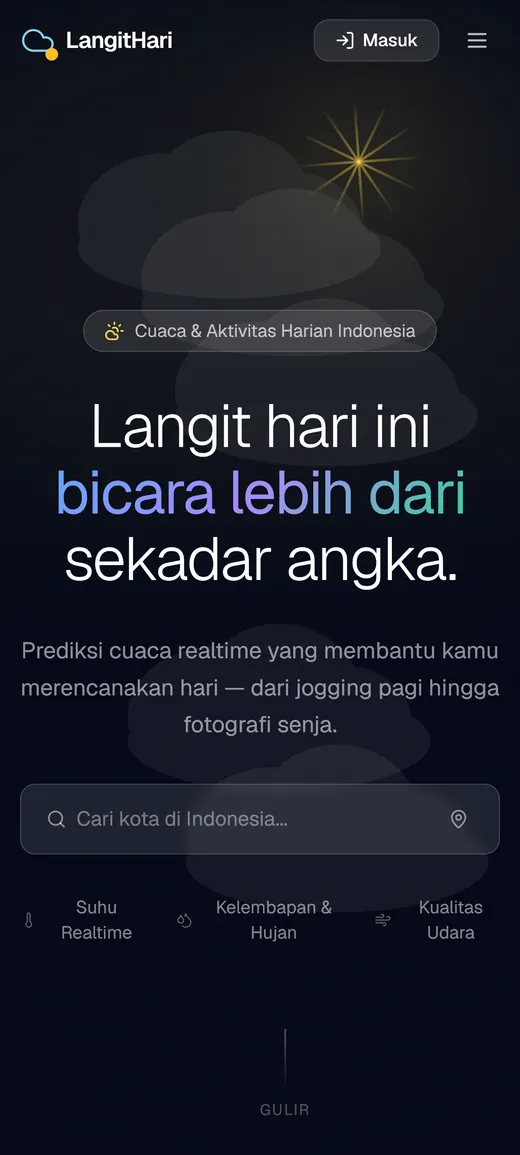 LangitHari
Masuk
Cuaca & Aktivitas Harian Indonesia
Langit hari ini
bicara lebih dari
sekadar angka.
Prediksi cuaca realtime yang membantu kamu
merencanakan hari — dari jogging pagi hingga
fotografi senja.
Cari kota di Indonesia...
Suhu
Realtime
Kelembapan &
Hujan
Kualitas
Udara
GULIR